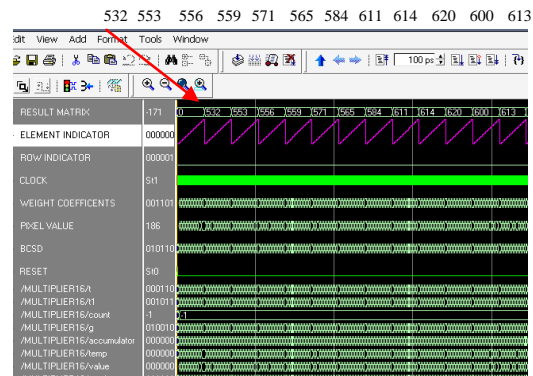 532 553 556 559 571 565 584 611 614 620 600 613
dit View Add Format Tools Window
100 ps
RESULT MATRIX -171 0 532 553 556 559 571 565 584 611 614 620 600 613
ELEMENT INDICATOR 000000
ROW INDICATOR 000001
CLOCK St1
WEIGHT COEFFICENTS 001101
PIXEL VALUE 186
BCSD 010110
RESET St0
/MULTIPLIER16/t 000110
/MULTIPLIER16/t1 001011
/MULTIPLIER16/count -1 -1
/MULTIPLIER16/g 010010
/MULTIPLIER16/accumulator 000000
/MULTIPLIER16/temp 000000
/MULTIPLIER16/value 000000